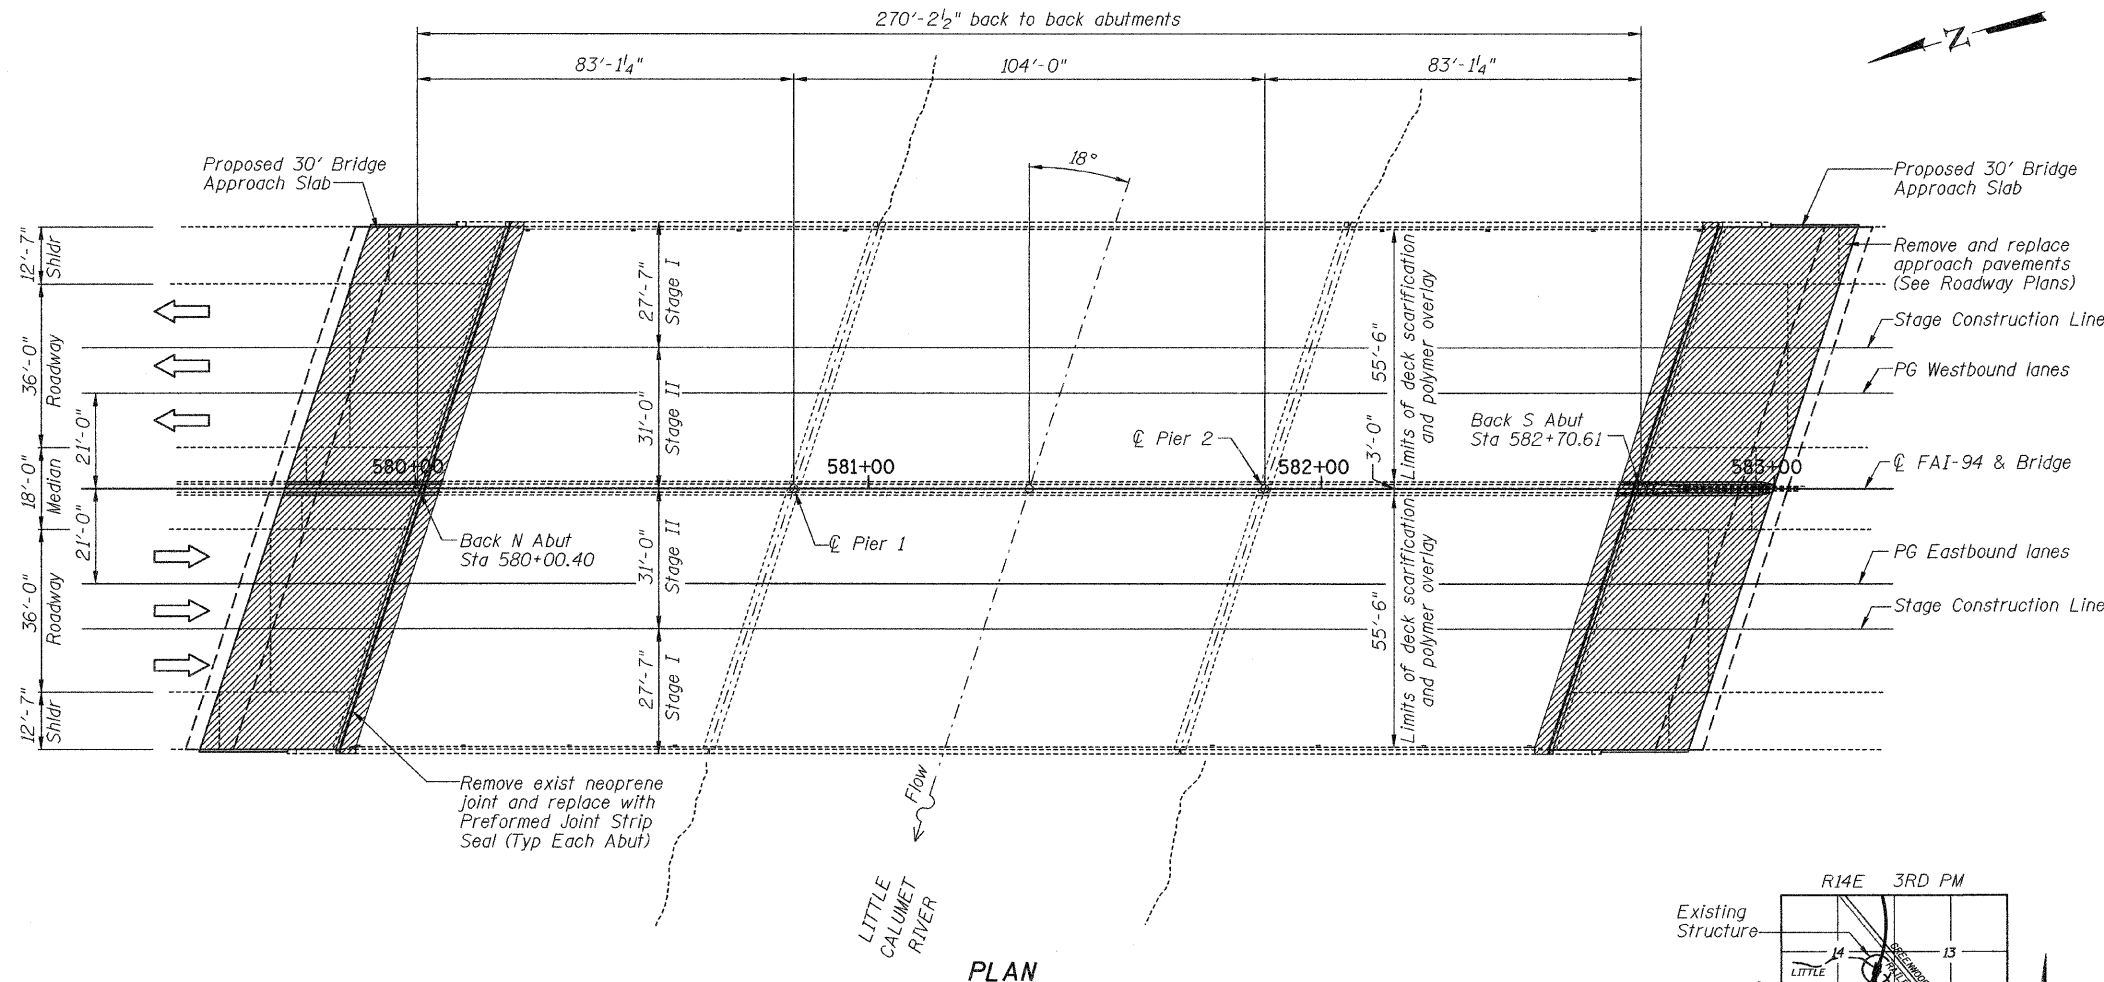 270'-2½" back to back abutments
83'-1¼"
104'-0"
83'-1¼"
Z
Proposed 30' Bridge
Approach Slab
18°
Proposed 30' Bridge
Approach Slab
Remove and replace
approach pavements
(See Roadway Plans)
Stage Construction Line
PG Westbound lanes
℄ FAI-94 & Bridge
PG Eastbound lanes
Stage Construction Line
12'-7"
Shldr
36'-0"
Roadway
18'-0"
Median
36'-0"
Roadway
12'-7"
Shldr
21'-0"
21'-0"
27'-7"
Stage I
31'-0"
Stage II
31'-0"
Stage II
27'-7"
Stage I
55'-6"
Limits of deck scarification
and polymer overlay
3'-0"
55'-6"
Limits of deck scarification
and polymer overlay
580+00
581+00
582+00
583+00
℄ Pier 2
Back S Abut
Sta 582+70.61
Back N Abut
Sta 580+00.40
℄ Pier 1
Remove exist neoprene
joint and replace with
Preformed Joint Strip
Seal (Typ Each Abut)
Flow
LITTLE
CALUMET
RIVER
PLAN
R14E 3RD PM
Existing
Structure
14
13
LITTLE